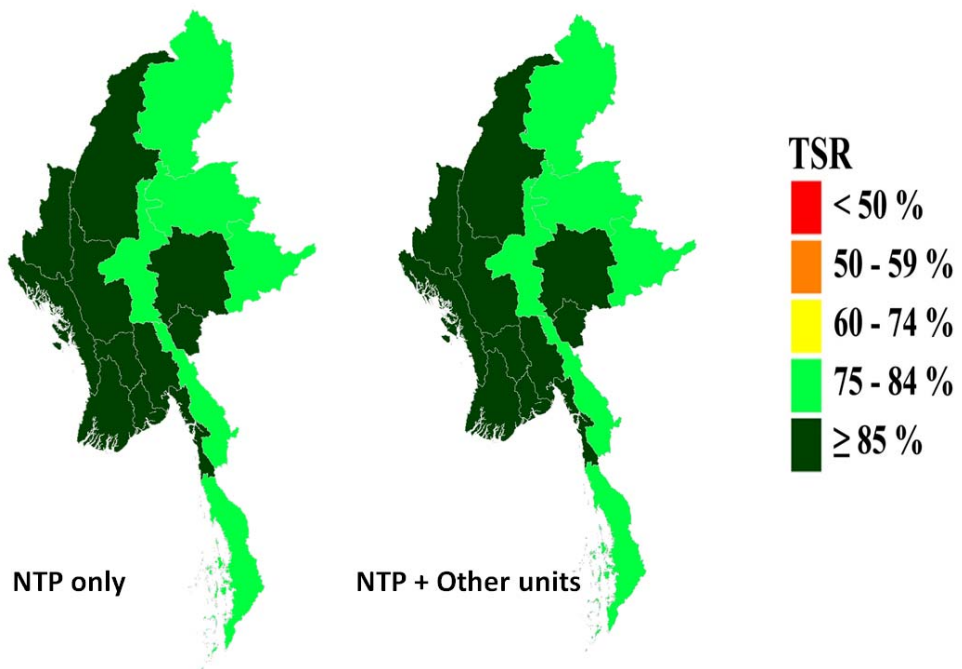 TSR
< 50 %
50 - 59 %
60 - 74 %
75 - 84 %
≥ 85 %
NTP only
NTP + Other units